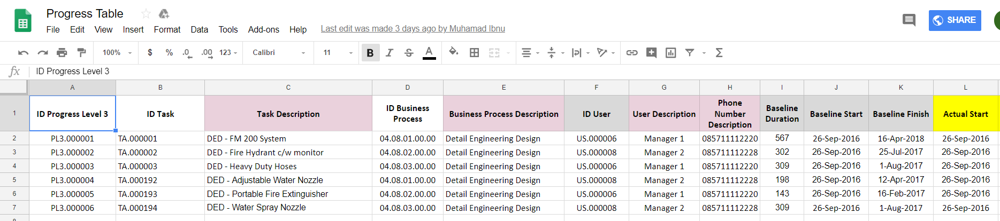 Progress Table
File Edit View Insert Format Data Tools Add-ons Help Last edit was made 3 days ago by Muhamad Ibnu
SHARE
100% $ % .0 .00 123 Calibri 11 B I S A
fx ID Progress Level 3
A B C D E F G H I J K L
1 ID Progress Level 3 ID Task Task Description ID Business Process Business Process Description ID User User Description Phone Number Description Baseline Duration Baseline Start Baseline Finish Actual Start
2 PL3.000001 TA.000001 DED - FM 200 System 04.08.01.00.00 Detail Engineering Design US.000006 Manager 1 085711112220 567 26-Sep-2016 16-Apr-2018 26-Sep-2016
3 PL3.000002 TA.000002 DED - Fire Hydrant c/w monitor 04.08.02.00.00 Detail Engineering Design US.000008 Manager 2 085711112228 302 26-Sep-2016 25-Jul-2017 26-Sep-2016
4 PL3.000003 TA.000003 DED - Heavy Duty Hoses 04.08.03.00.00 Detail Engineering Design US.000006 Manager 1 085711112220 309 26-Sep-2016 1-Aug-2017 26-Sep-2016
5 PL3.000004 TA.000192 DED - Adjustable Water Nozzle 04.08.01.00.00 Detail Engineering Design US.000008 Manager 2 085711112228 198 26-Sep-2016 12-Apr-2017 26-Sep-2016
6 PL3.000005 TA.000193 DED - Portable Fire Extinguisher 04.08.02.00.00 Detail Engineering Design US.000006 Manager 1 085711112220 143 26-Sep-2016 16-Feb-2017 26-Sep-2016
7 PL3.000006 TA.000194 DED - Water Spray Nozzle 04.08.03.00.00 Detail Engineering Design US.000008 Manager 2 085711112228 309 26-Sep-2016 1-Aug-2017 26-Sep-2016